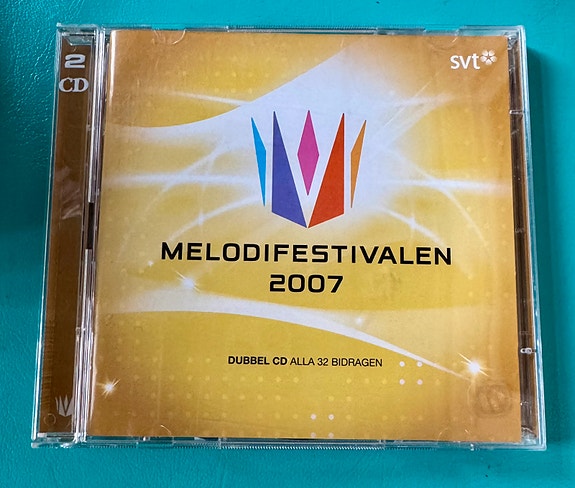 2
CD
svt
MELODIFESTIVALEN
2007
DUBBEL CD ALLA 32 BIDRAGEN